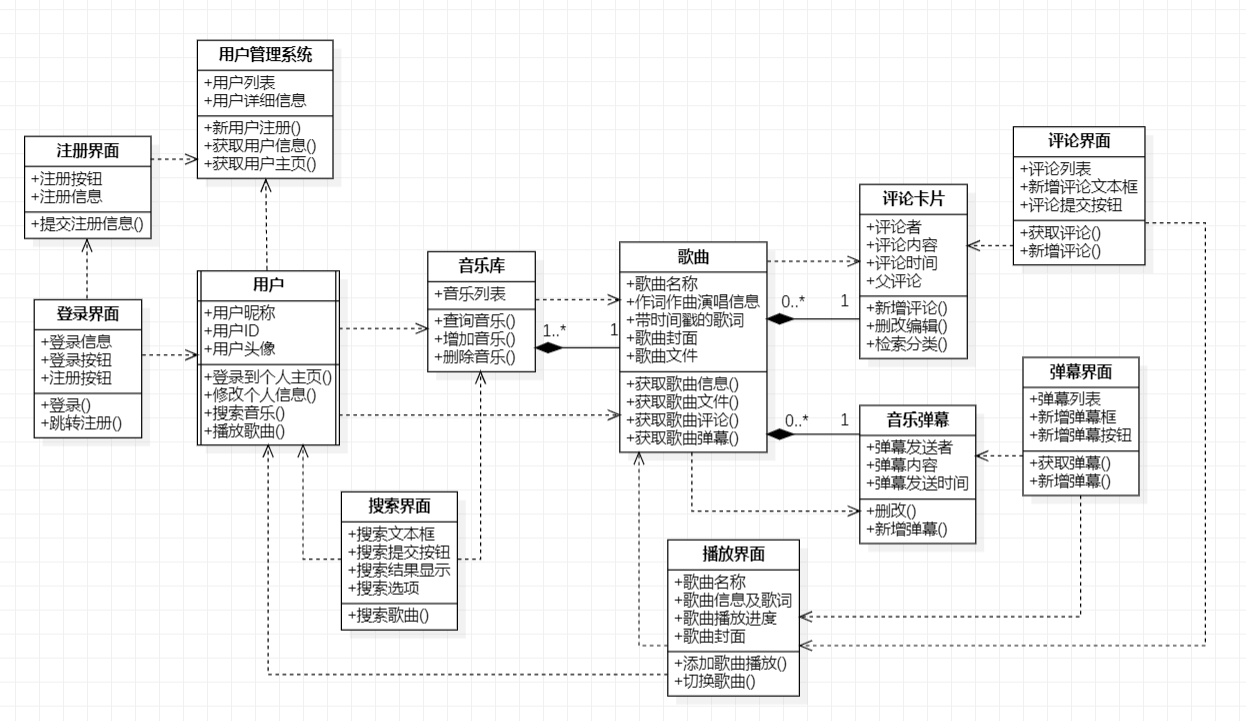 用户管理系统
+用户列表
+用户详细信息
+新用户注册()
+获取用户信息()
+获取用户主页()
注册界面
+注册按钮
+注册信息
+提交注册信息()
登录界面
+登录信息
+登录按钮
+注册按钮
+登录()
+跳转注册()
用户
+用户昵称
+用户ID
+用户头像
+登录到个人主页()
+修改个人信息()
+搜索音乐()
+播放歌曲()
音乐库
+音乐列表
+查询音乐()
+增加音乐()
+删除音乐()
1..*
1
歌曲
+歌曲名称
+作词作曲演唱信息
+带时间戳的歌词
+歌曲封面
+歌曲文件
+获取歌曲信息()
+获取歌曲文件()
+获取歌曲评论()
+获取歌曲弹幕()
0..*
1
0..*
1
评论卡片
+评论者
+评论内容
+评论时间
+父评论
+新增评论()
+删改编辑()
+检索分类()
评论界面
+评论列表
+新增评论文本框
+评论提交按钮
+获取评论()
+新增评论()
弹幕界面
+弹幕列表
+新增弹幕框
+新增弹幕按钮
+获取弹幕()
+新增弹幕()
音乐弹幕
+弹幕发送者
+弹幕内容
+弹幕发送时间
+删改()
+新增弹幕()
搜索界面
+搜索文本框
+搜索提交按钮
+搜索结果显示
+搜索选项
+搜索歌曲()
播放界面
+歌曲名称
+歌曲信息及歌词
+歌曲播放进度
+歌曲封面
+添加歌曲播放()
+切换歌曲()